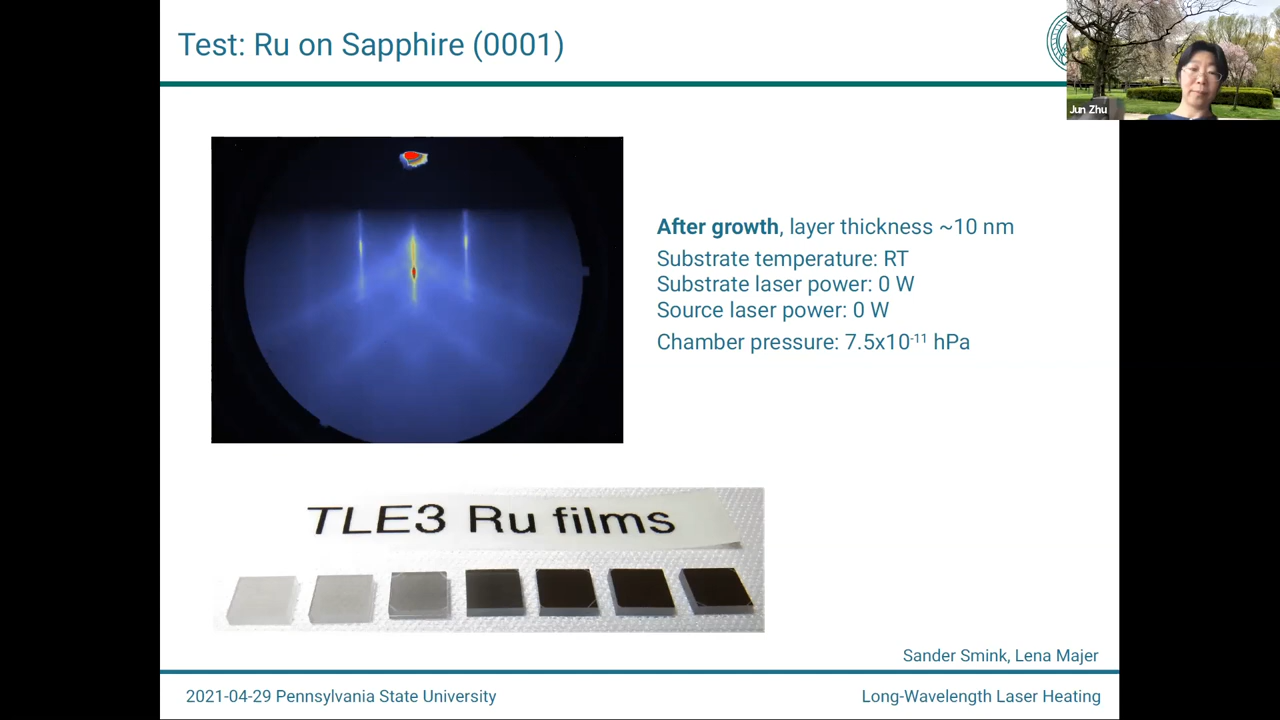 Test: Ru on Sapphire (0001)
Jun Zhu
After growth, layer thickness ~10 nm
Substrate temperature: RT
Substrate laser power: 0 W
Source laser power: 0 W
Chamber pressure: 7.5x10⁻¹¹ hPa
TLE3 Ru films
Sander Smink, Lena Majer
2021-04-29 Pennsylvania State University
Long-Wavelength Laser Heating